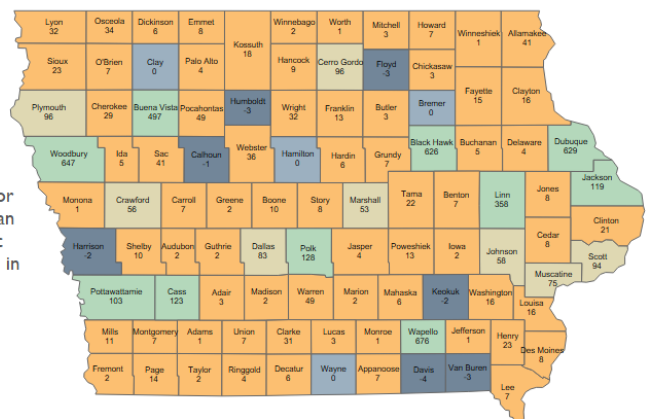 Lyon
32
Osceola
34
Dickinson
6
Emmet
8
Kossuth
18
Winnebago
2
Worth
1
Mitchell
3
Howard
7
Winneshiek
1
Allamakee
41
Sioux
23
O'Brien
7
Clay
0
Palo Alto
4
Hancock
9
Cerro Gordo
96
Floyd
-3
Chickasaw
3
Fayette
15
Clayton
16
Plymouth
96
Cherokee
29
Buena Vista
497
Pocahontas
49
Humboldt
-3
Wright
32
Franklin
13
Butler
3
Bremer
0
Woodbury
647
Ida
5
Sac
41
Calhoun
-1
Webster
36
Hamilton
0
Hardin
6
Grundy
7
Black Hawk
626
Buchanan
5
Delaware
4
Dubuque
629
Jackson
119
or
an
Monona
1
Crawford
56
Carroll
7
Greene
2
Boone
10
Story
8
Marshall
53
Tama
22
Benton
7
Linn
358
Jones
8
Clinton
21
in
Harrison
-2
Shelby
10
Audubon
2
Guthrie
2
Dallas
83
Polk
128
Jasper
4
Poweshiek
13
Iowa
2
Johnson
58
Cedar
8
Scott
94
Muscatine
75
Pottawattamie
103
Cass
123
Adair
3
Madison
2
Warren
49
Marion
2
Mahaska
6
Keokuk
-2
Washington
16
Louisa
16
Mills
11
Montgomery
7
Adams
1
Union
7
Clarke
31
Lucas
3
Monroe
1
Wapello
676
Jefferson
1
Henry
23
Des Moines
8
Fremont
2
Page
14
Taylor
2
Ringgold
4
Decatur
6
Wayne
0
Appanoose
7
Davis
-4
Van Buren
-3
Lee
7